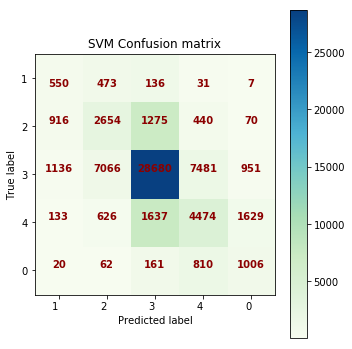 SVM Confusion matrix
True label
1 550 473 136 31 7
2 916 2654 1275 440 70
3 1136 7066 28680 7481 951
4 133 626 1637 4474 1629
0 20 62 161 810 1006
1 2 3 4 0
Predicted label
25000
20000
15000
10000
5000